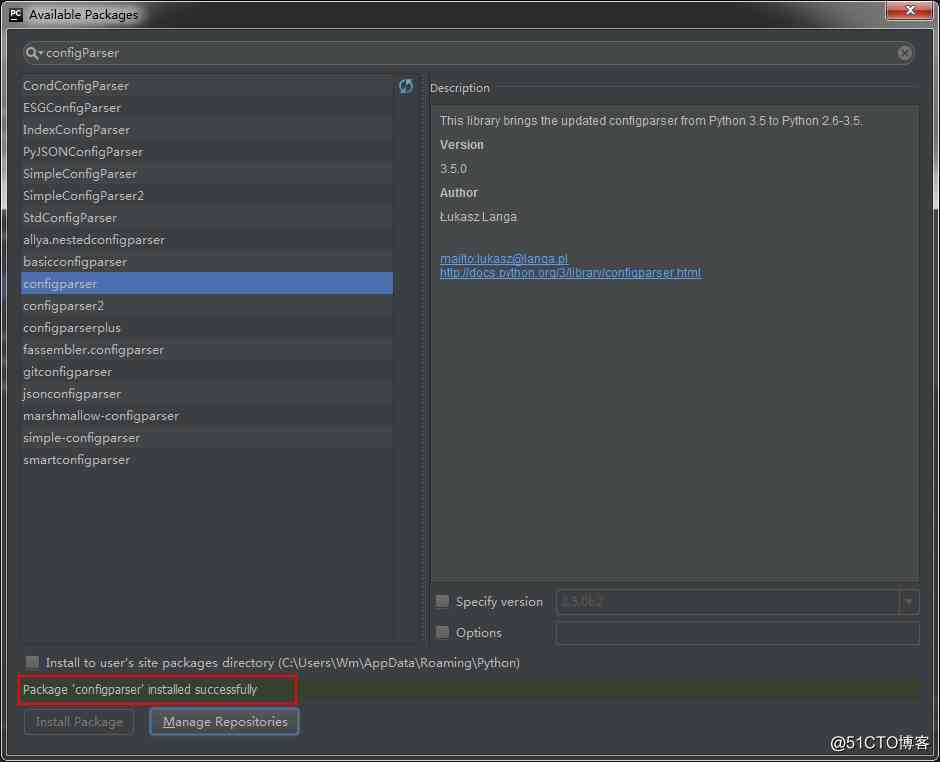 PC Available Packages
configParser
CondConfigParser
ESGConfigParser
IndexConfigParser
PyJSONConfigParser
SimpleConfigParser
SimpleConfigParser2
StdConfigParser
allya.nestedconfigparser
basicconfigparser
configparser
configparser2
configparserplus
fassembler.configparser
gitconfigparser
jsonconfigparser
marshmallow-configparser
simple-configparser
smartconfigparser
Description
This library brings the updated configparser from Python 3.5 to Python 2.6-3.5.
Version
3.5.0
Author
Łukasz Langa
mailto:lukasz@langa.pl
http://docs.python.org/3/library/configparser.html
Specify version
3.5.0b2
Options
Install to user's site packages directory (C:\Users\Wm\AppData\Roaming\Python)
Package 'configparser' installed successfully
Install Package
Manage Repositories
@51CTO博客